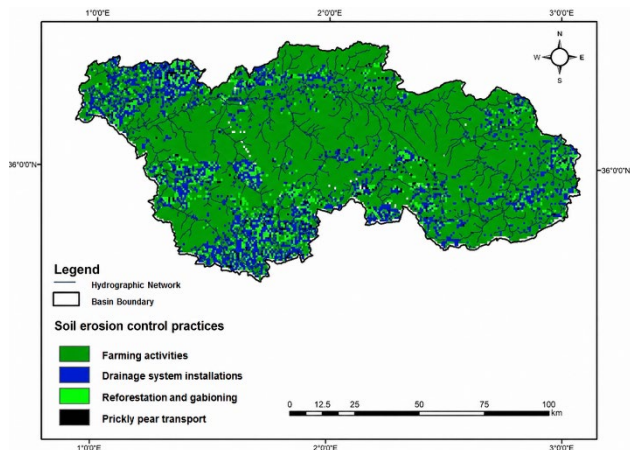 1°0'0"E 2°0'0"E 3°0'0"E
N
W E
S
36°0'0"N 36°0'0"N
Legend
Hydrographic Network
Basin Boundary
Soil erosion control practices
Farming activities
Drainage system installations
Reforestation and gabioning
Prickly pear transport
0 12.5 25 50 75 100
km
1°0'0"E 2°0'0"E 3°0'0"E